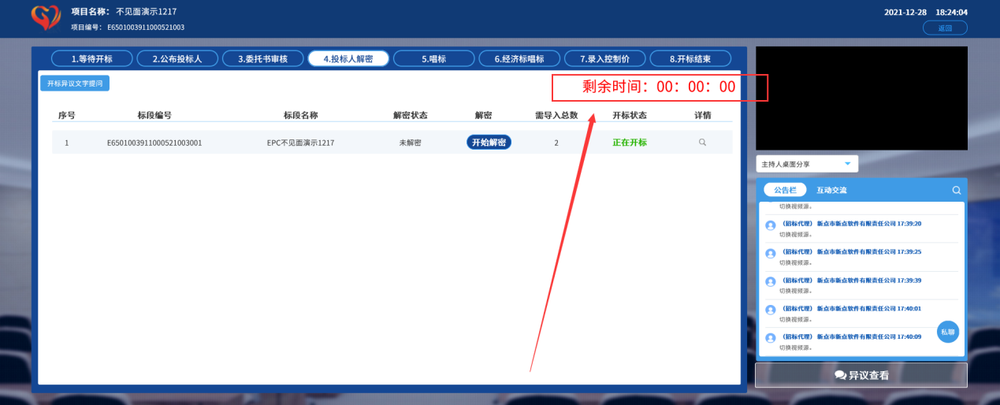 项目名称： 不见面演示1217
项目编号： E6501003911000521003
2021-12-28 18:24:04
返回
1.等待开标 2.公布投标人 3.委托书审核 4.投标人解密 5.唱标 6.经济标唱标 7.录入控制价 8.开标结束
开标异议文字提问
剩余时间：00：00：00
序号 标段编号 标段名称 解密状态 解密 需导入总数 开标状态 详情
1 E6501003911000521003001 EPC不见面演示1217 未解密 开始解密 2 正在开标
主持人桌面分享
公告栏 互动交流
切换视频源。
（招标代理） 新点市新点软件有限责任公司 17:39:20
切换视频源。
（招标代理） 新点市新点软件有限责任公司 17:39:25
切换视频源。
（招标代理） 新点市新点软件有限责任公司 17:39:39
切换视频源。
（招标代理） 新点市新点软件有限责任公司 17:40:01
切换视频源。
私聊
（招标代理） 新点市新点软件有限责任公司 17:40:09
切换视频源。
异议查看